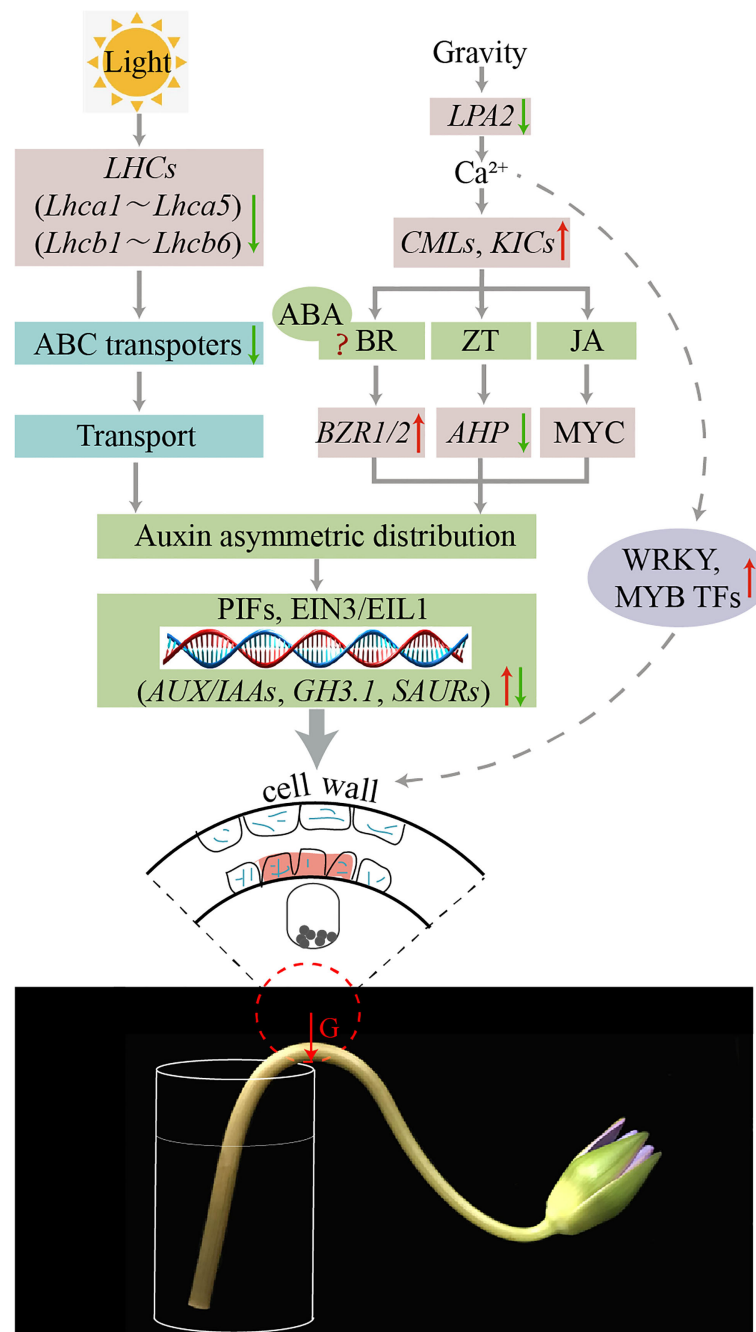 Light
LHCs
(Lhca1～Lhca5)
(Lhcb1～Lhcb6)
ABC transpoters
Transport
Gravity
LPA2
Ca²⁺
CMLs, KICs
ABA
? BR
ZT
JA
BZR1/2
AHP
MYC
Auxin asymmetric distribution
WRKY,
MYB TFs
PIFs, EIN3/EIL1
(AUX/IAAs, GH3.1, SAURs)
cell wall
G